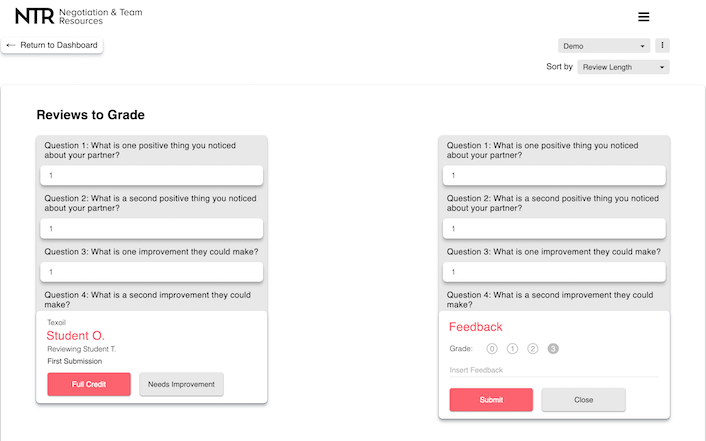 NTR Negotiation & Team
Resources
← Return to Dashboard
Demo
Sort by Review Length
Reviews to Grade
Question 1: What is one positive thing you noticed
about your partner?
1
Question 2: What is a second positive thing you noticed
about your partner?
1
Question 3: What is one improvement they could make?
1
Question 4: What is a second improvement they could
make?
Texoil
Student O.
Reviewing Student T.
First Submission
Full Credit Needs Improvement
Question 1: What is one positive thing you noticed
about your partner?
1
Question 2: What is a second positive thing you noticed
about your partner?
1
Question 3: What is one improvement they could make?
1
Question 4: What is a second improvement they could
make?
Feedback
Grade: 0 1 2 3
Insert Feedback
Submit Close